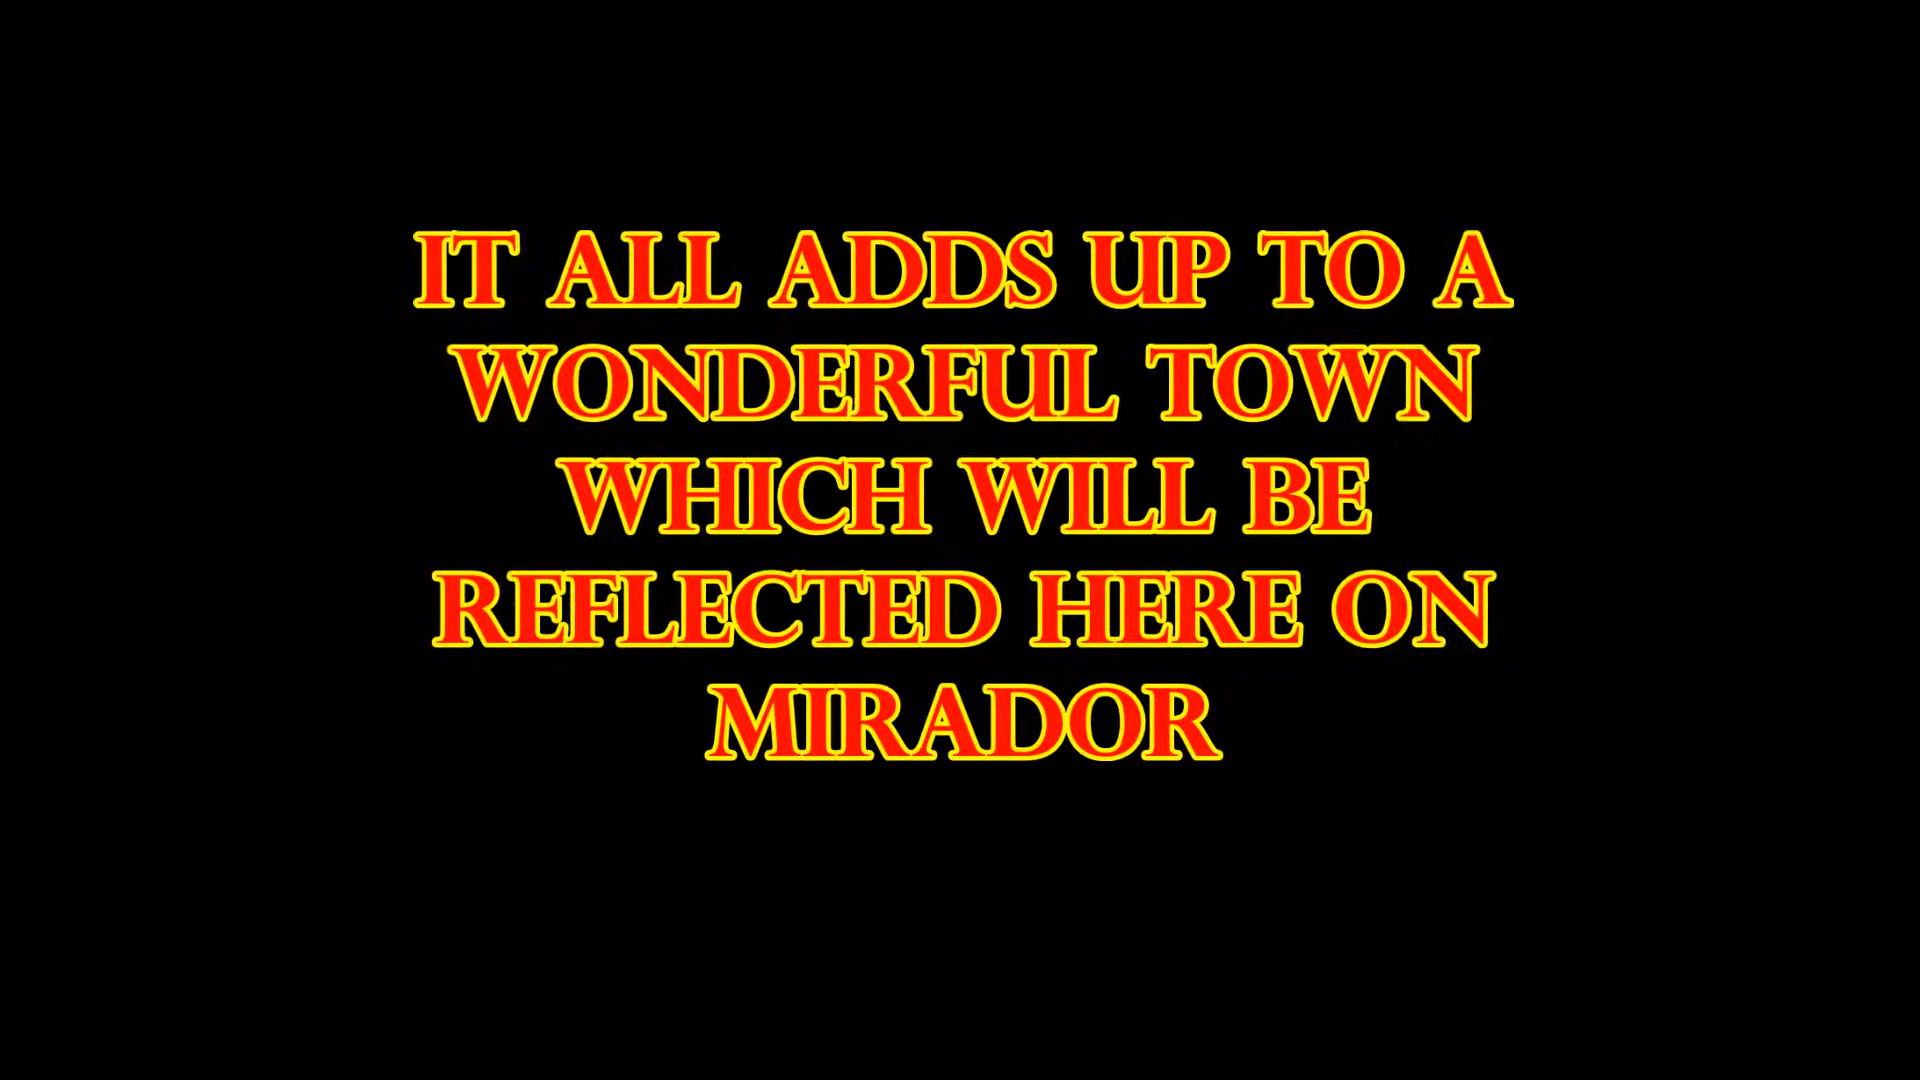 IT ALL ADDS UP TO A
WONDERFUL TOWN
WHICH WILL BE
REFLECTED HERE ON
MIRADOR